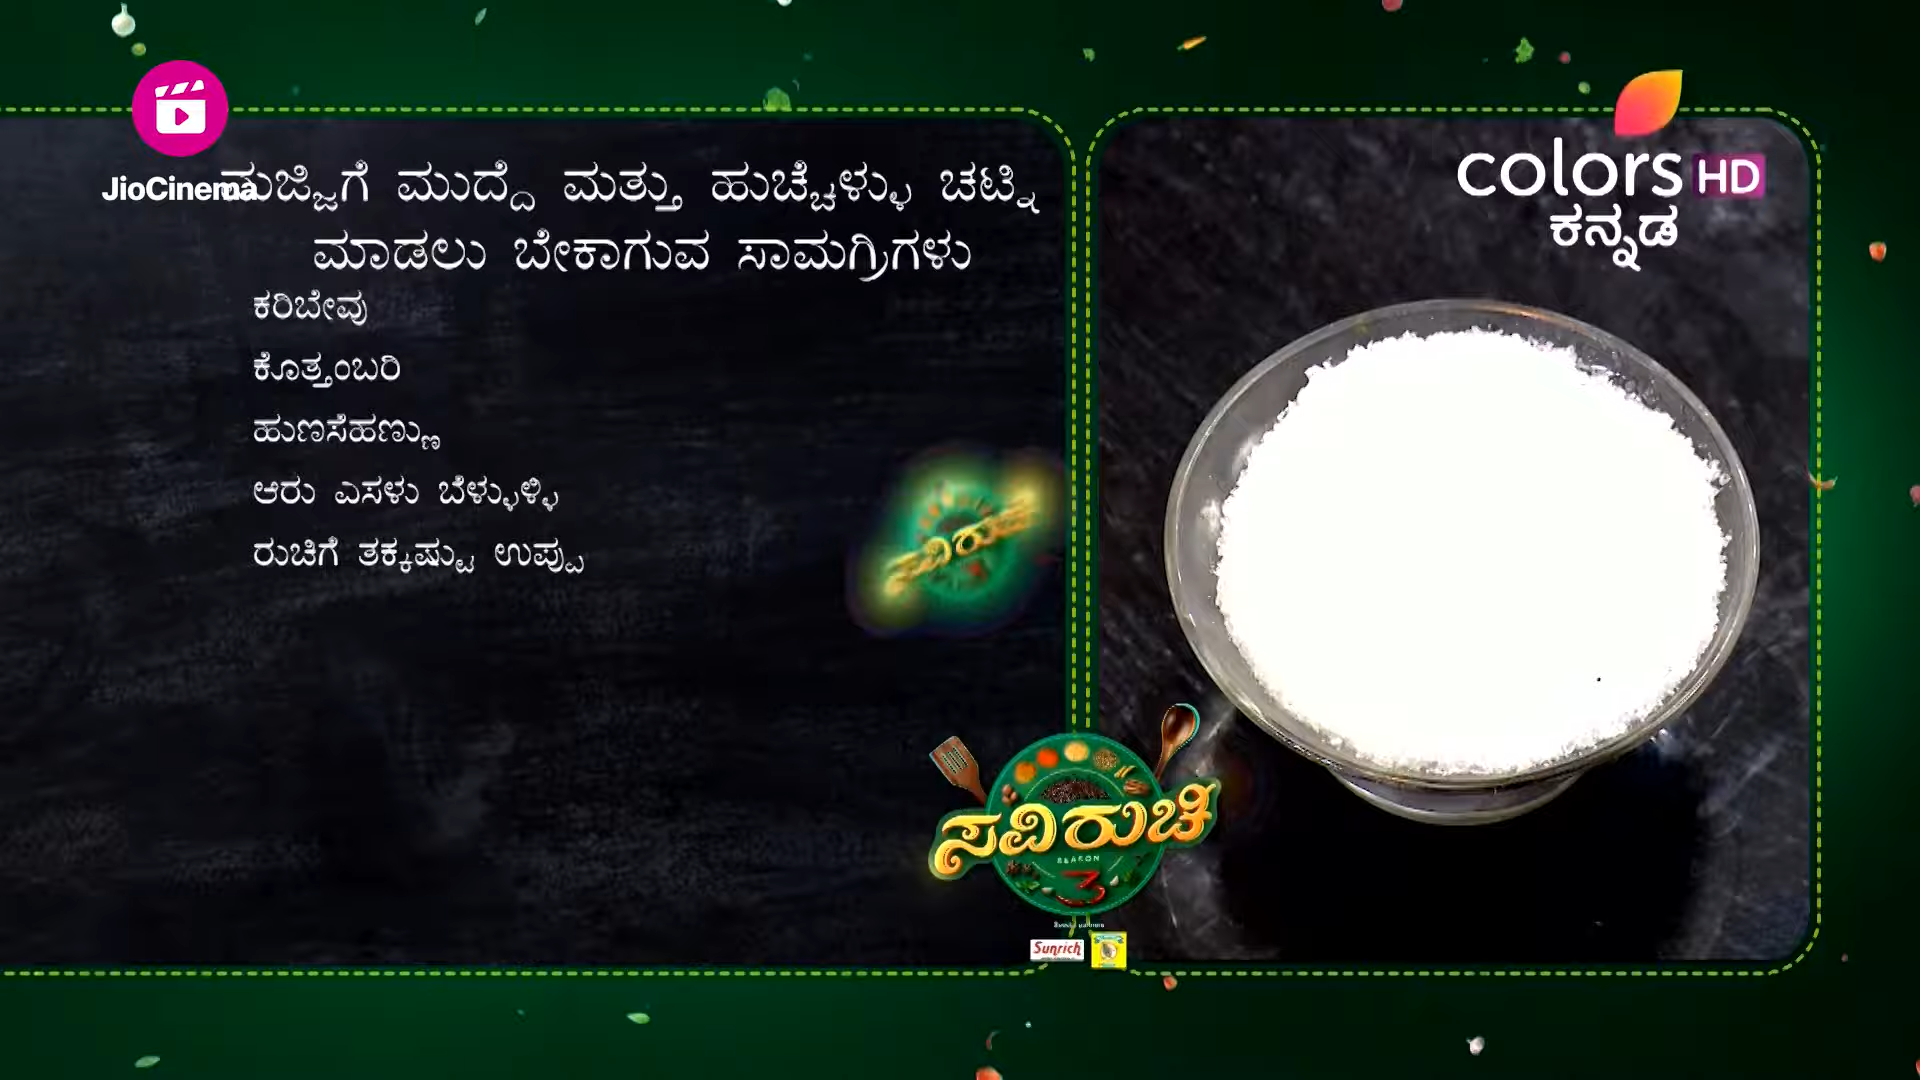 JioCinema
ಮಜ್ಜಿಗೆ ಮುದ್ದೆ ಮತ್ತು ಹುಚ್ಚೆಳ್ಳು ಚಟ್ನಿ
ಮಾಡಲು ಬೇಕಾಗುವ ಸಾಮಗ್ರಿಗಳು
ಕರಿಬೇವು
ಕೊತ್ತಂಬರಿ
ಹುಣಸೆಹಣ್ಣು
ಆರು ಎಸಳು ಬೆಳ್ಳುಳ್ಳಿ
ರುಚಿಗೆ ತಕ್ಕಷ್ಟು ಉಪ್ಪು
colors HD
ಕನ್ನಡ
ಸವಿರುಚಿ
ಸವಿರುಚಿ
SEASON
3
Sunrich